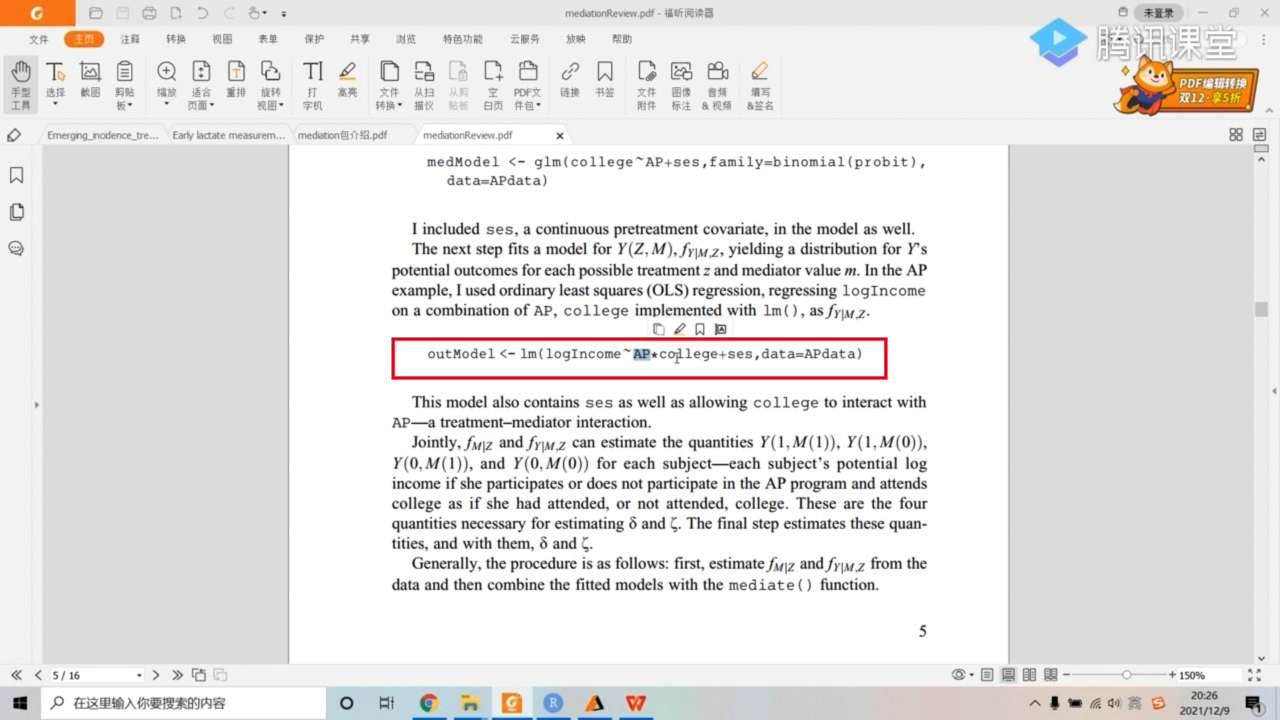 mediationReview.pdf - 福昕阅读器
未登录
文件 主页 注释 转换 视图 表单 保护 共享 浏览 特色功能 云服务 放映 帮助
腾讯课堂
手型工具 选择 截图 剪贴板 缩放 适合页面 重排 旋转视图 打字机 高亮 文件转换 从扫描仪 从剪贴板 空白页 PDF文件包 链接 书签 文件附件 图像标注 音频&视频 填写&签名
PDF编辑转换
双12·享5折
Emerging_incidence_tre... Early lactate measurem... mediation包介绍.pdf mediationReview.pdf
medModel <- glm(college~AP+ses,family=binomial(probit),
data=APdata)
I included ses, a continuous pretreatment covariate, in the model as well.
The next step fits a model for Y(Z, M), fY|M,Z, yielding a distribution for Y's
potential outcomes for each possible treatment z and mediator value m. In the AP
example, I used ordinary least squares (OLS) regression, regressing logIncome
on a combination of AP, college implemented with lm(), as fY|M,Z.
outModel <- lm(logIncome~AP*college+ses,data=APdata)
This model also contains ses as well as allowing college to interact with
AP—a treatment–mediator interaction.
Jointly, fM|Z and fY|M,Z can estimate the quantities Y(1, M(1)), Y(1, M(0)),
Y(0, M(1)), and Y(0, M(0)) for each subject—each subject's potential log
income if she participates or does not participate in the AP program and attends
college as if she had attended, or not attended, college. These are the four
quantities necessary for estimating δ and ζ. The final step estimates these quan-
tities, and with them, δ and ζ.
Generally, the procedure is as follows: first, estimate fM|Z and fY|M,Z from the
data and then combine the fitted models with the mediate() function.
5
5 / 16
150%
在这里输入你要搜索的内容
英
20:26
2021/12/9